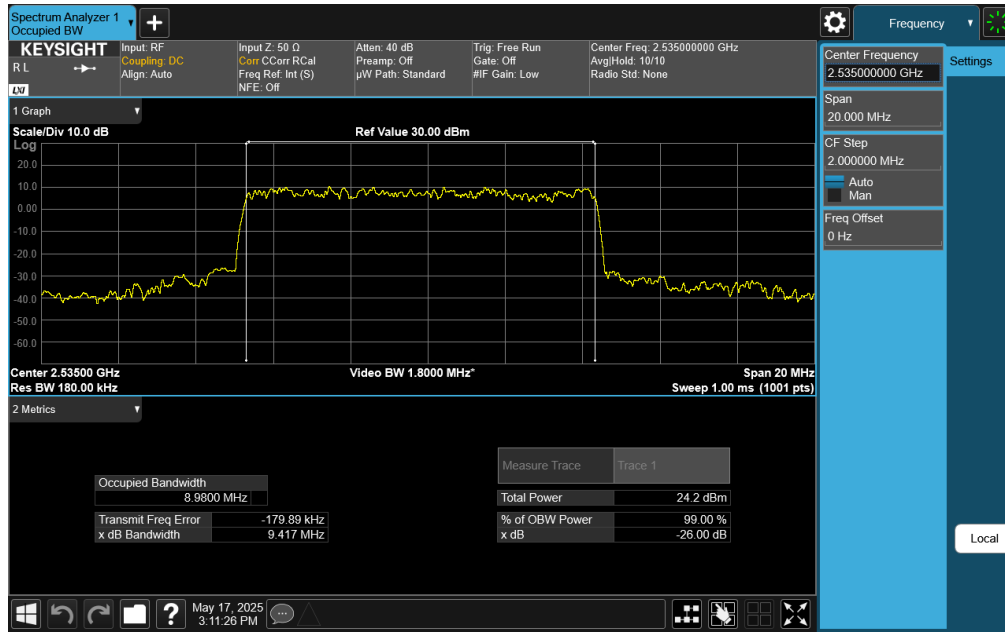 Spectrum Analyzer 1
Occupied BW
Frequency
KEYSIGHT
R L
LXI
Input: RF
Coupling: DC
Align: Auto
Input Z: 50 Ω
Corr CCorr RCal
Freq Ref: Int (S)
NFE: Off
Atten: 40 dB
Preamp: Off
µW Path: Standard
Trig: Free Run
Gate: Off
#IF Gain: Low
Center Freq: 2.535000000 GHz
Avg|Hold: 10/10
Radio Std: None
Center Frequency
2.535000000 GHz
Settings
Span
20.000 MHz
CF Step
2.000000 MHz
Auto
Man
Freq Offset
0 Hz
Local
1 Graph
Scale/Div 10.0 dB
Ref Value 30.00 dBm
Log
20.0
10.0
0.00
-10.0
-20.0
-30.0
-40.0
-50.0
-60.0
Center 2.53500 GHz
Video BW 1.8000 MHz*
Span 20 MHz
Res BW 180.00 kHz
Sweep 1.00 ms (1001 pts)
2 Metrics
Measure Trace
Trace 1
Occupied Bandwidth
8.9800 MHz
Total Power
24.2 dBm
Transmit Freq Error
-179.89 kHz
% of OBW Power
99.00 %
x dB Bandwidth
9.417 MHz
x dB
-26.00 dB
?
May 17, 2025
3:11:26 PM